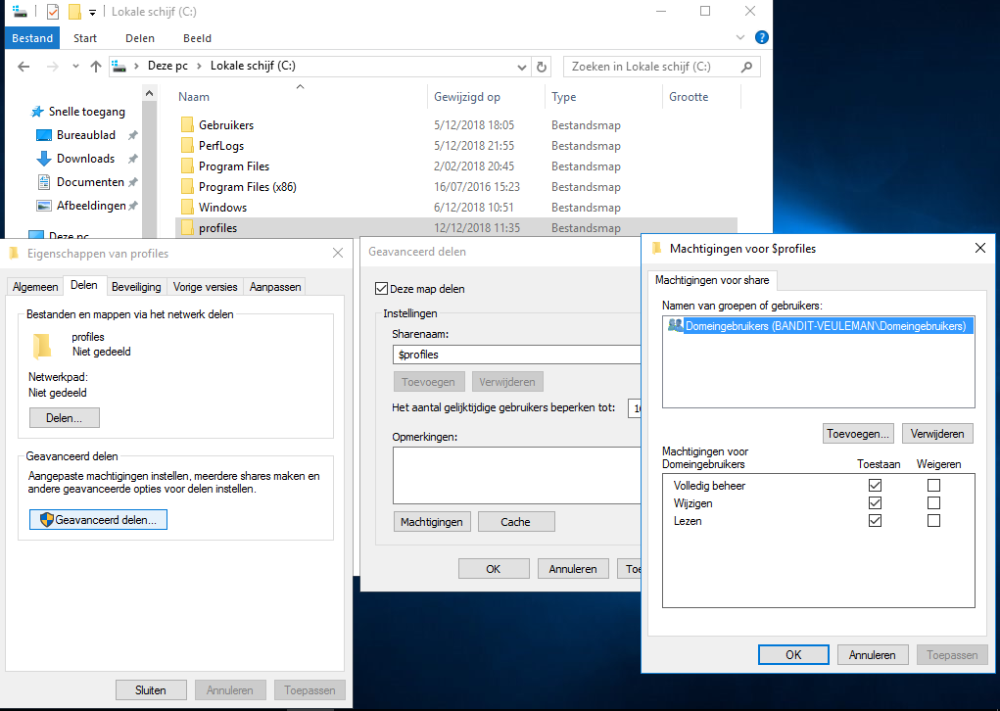 Lokale schijf (C:)
Bestand Start Delen Beeld
Deze pc Lokale schijf (C:) Zoeken in Lokale schijf (C:)
Naam Gewijzigd op Type Grootte
Snelle toegang
Bureaublad
Downloads
Documenten
Afbeeldingen
Deze pc
Gebruikers 5/12/2018 18:05 Bestandsmap
PerfLogs 5/12/2018 21:55 Bestandsmap
Program Files 2/02/2018 20:45 Bestandsmap
Program Files (x86) 16/07/2016 15:23 Bestandsmap
Windows 6/12/2018 10:51 Bestandsmap
profiles 12/12/2018 11:35 Bestandsmap
Eigenschappen van profiles
Algemeen Delen Beveiliging Vorige versies Aanpassen
Bestanden en mappen via het netwerk delen
profiles
Niet gedeeld
Netwerkpad:
Niet gedeeld
Delen...
Geavanceerd delen
Aangepaste machtigingen instellen, meerdere shares maken en
andere geavanceerde opties voor delen instellen.
Geavanceerd delen...
Sluiten Annuleren Toepassen
Geavanceerd delen
Deze map delen
Instellingen
Sharenaam:
$profiles
Toevoegen Verwijderen
Het aantal gelijktijdige gebruikers beperken tot:
Opmerkingen:
Machtigingen Cache
OK Annuleren
Machtigingen voor $profiles
Machtigingen voor share
Namen van groepen of gebruikers:
Domeingebruikers (BANDIT-VEULEMAN\Domeingebruikers)
Toevoegen... Verwijderen
Machtigingen voor
Domeingebruikers Toestaan Weigeren
Volledig beheer
Wijzigen
Lezen
OK Annuleren Toepassen